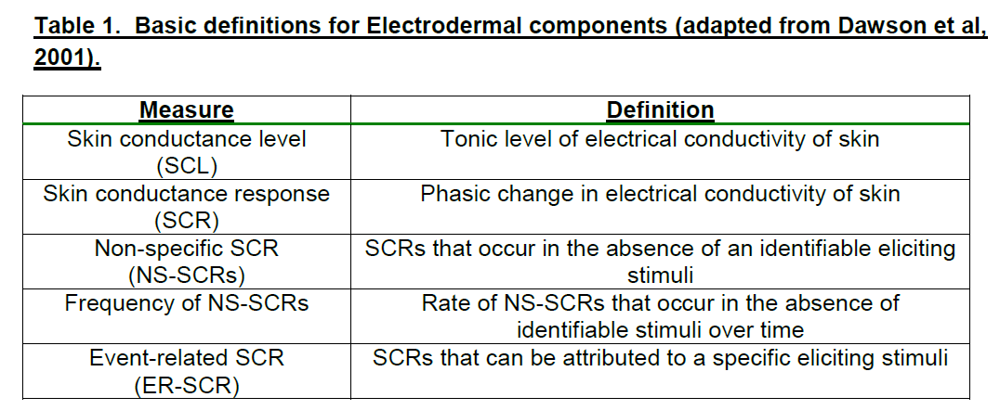 Table 1. Basic definitions for Electrodermal components (adapted from Dawson et al,
2001).
Measure
Definition
Skin conductance level
(SCL)
Tonic level of electrical conductivity of skin
Skin conductance response
(SCR)
Phasic change in electrical conductivity of skin
Non-specific SCR
(NS-SCRs)
SCRs that occur in the absence of an identifiable eliciting
stimuli
Frequency of NS-SCRs
Rate of NS-SCRs that occur in the absence of
identifiable stimuli over time
Event-related SCR
(ER-SCR)
SCRs that can be attributed to a specific eliciting stimuli